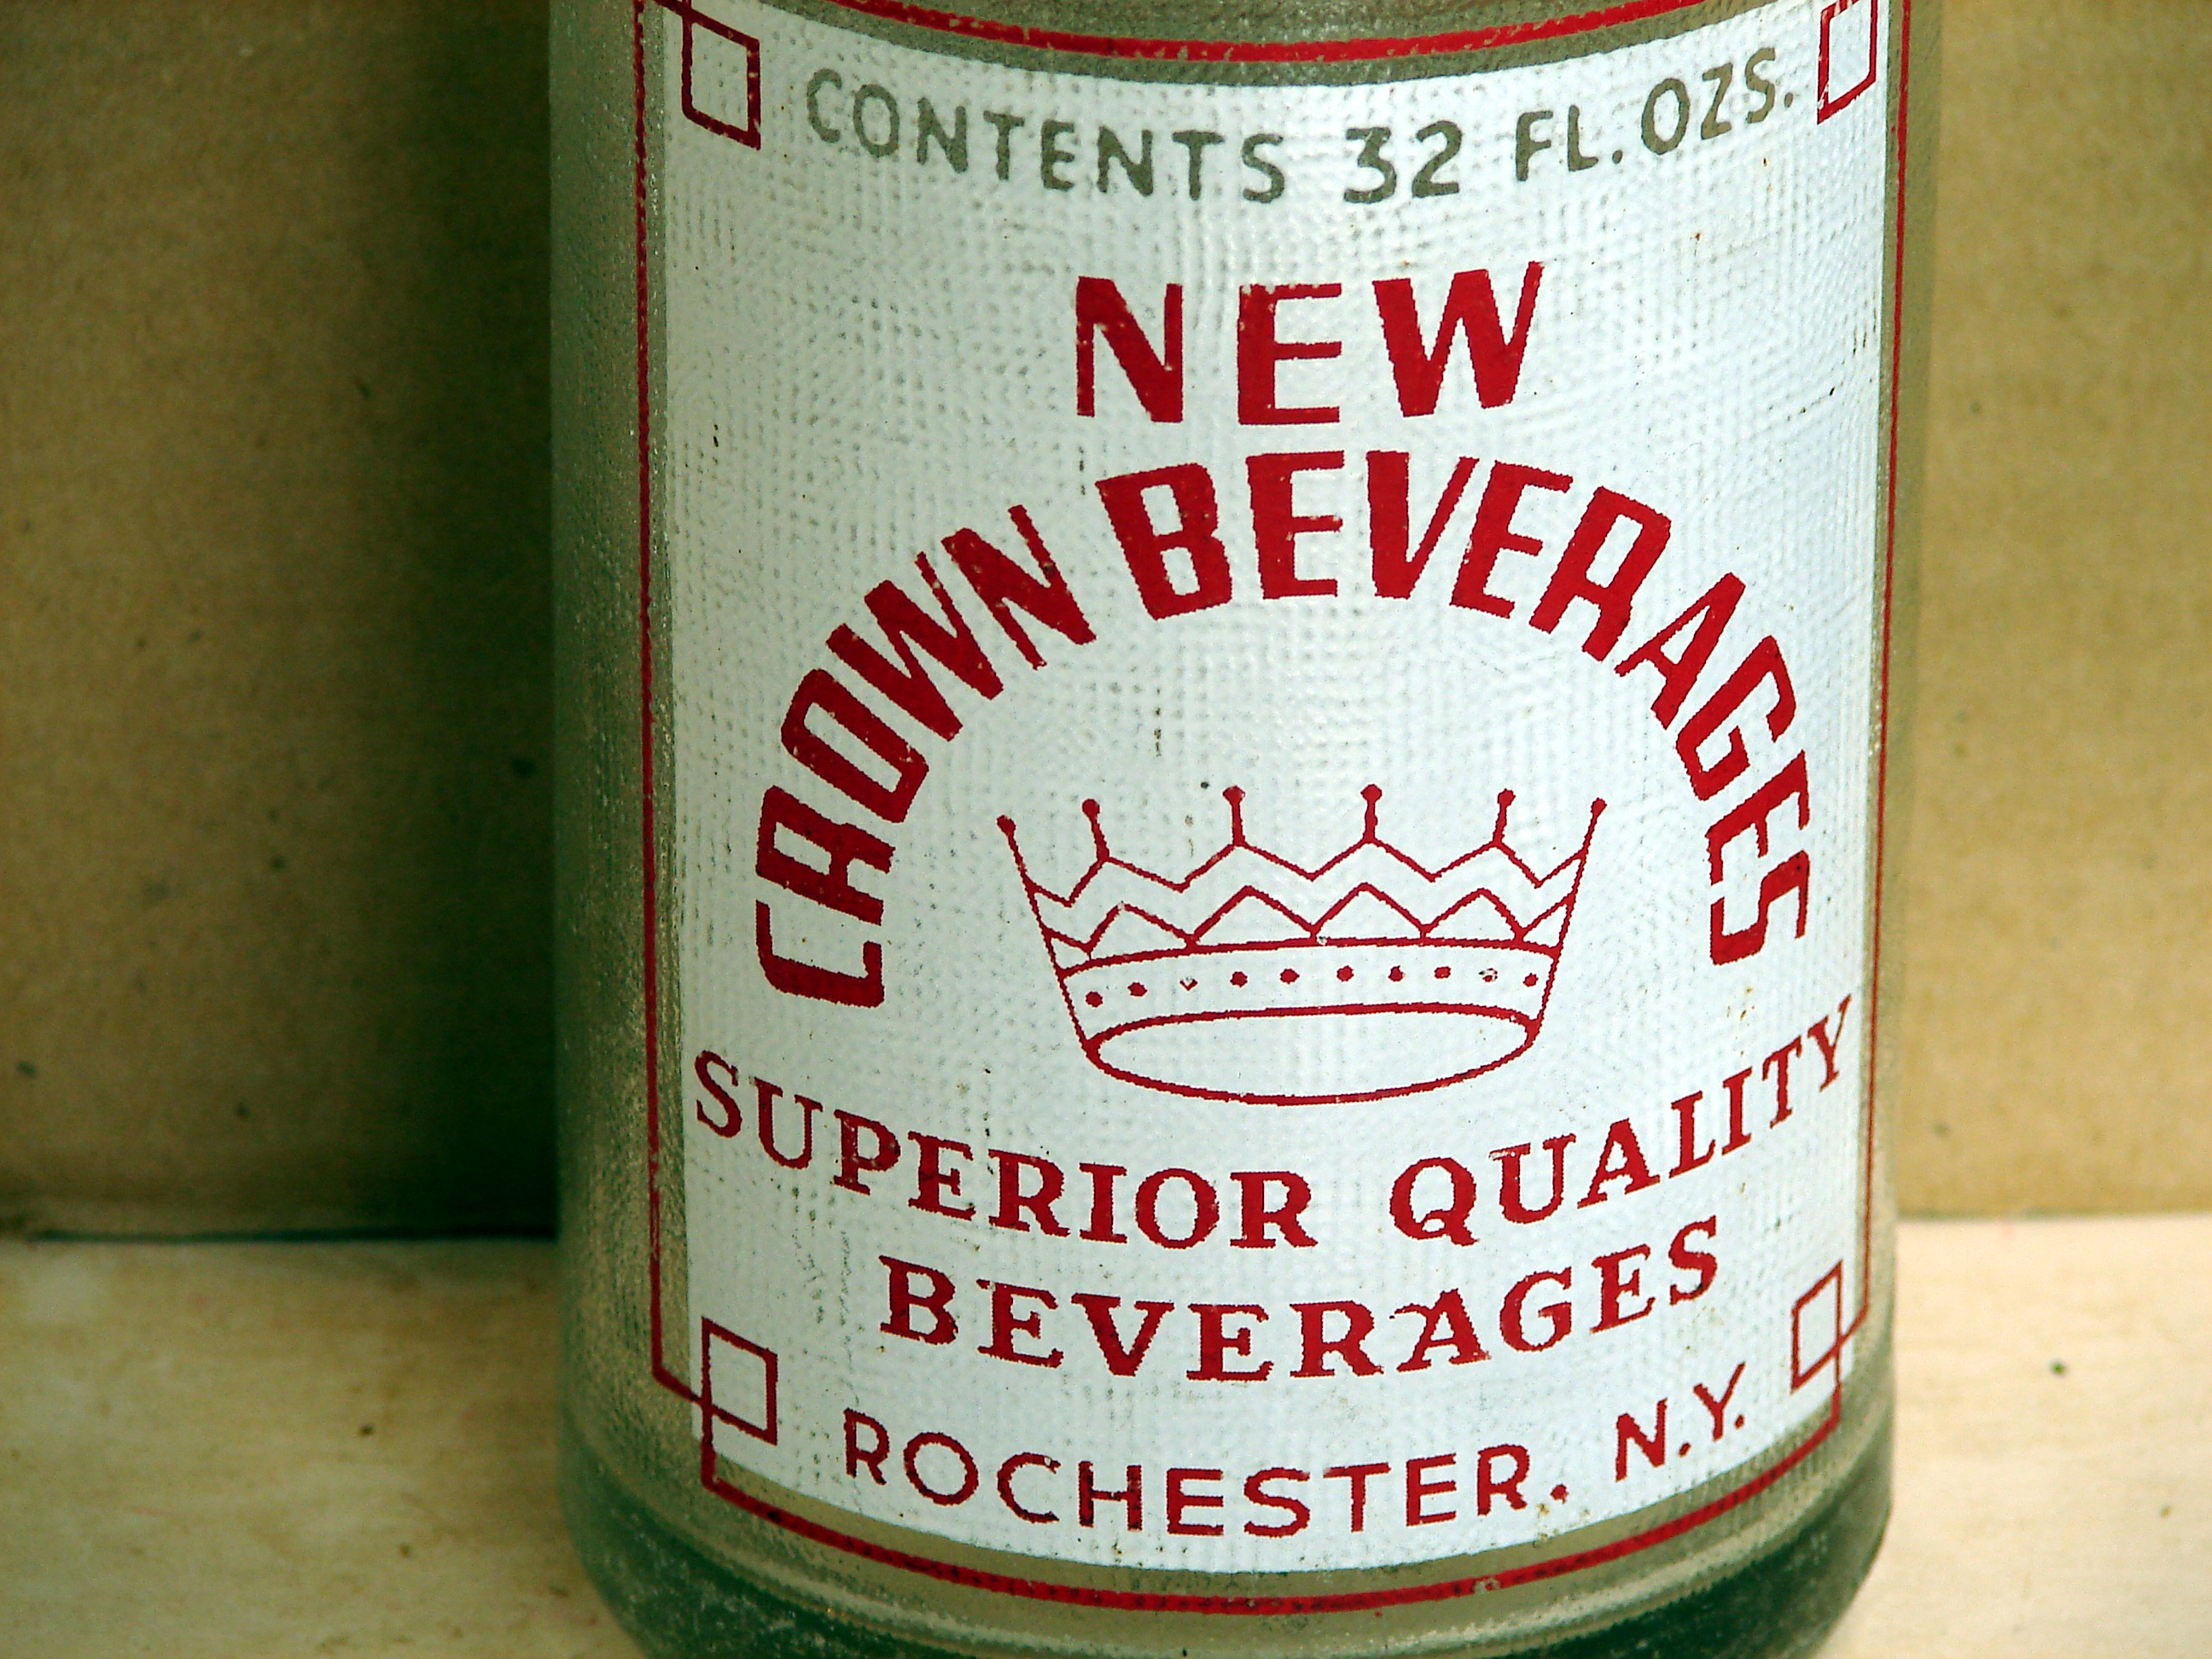 CONTENTS 32 FL. OZS.
NEW
CROWN BEVERAGES
SUPERIOR QUALITY
BEVERAGES
ROCHESTER, N.Y.